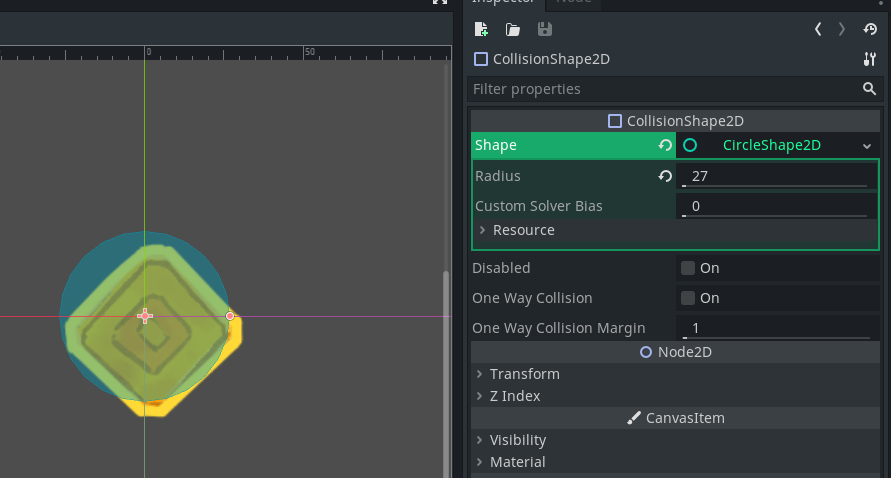 Inspector
Node
0
50
CollisionShape2D
Filter properties
CollisionShape2D
Shape CircleShape2D
Radius 27
Custom Solver Bias 0
Resource
Disabled On
One Way Collision On
One Way Collision Margin 1
Node2D
Transform
Z Index
CanvasItem
Visibility
Material